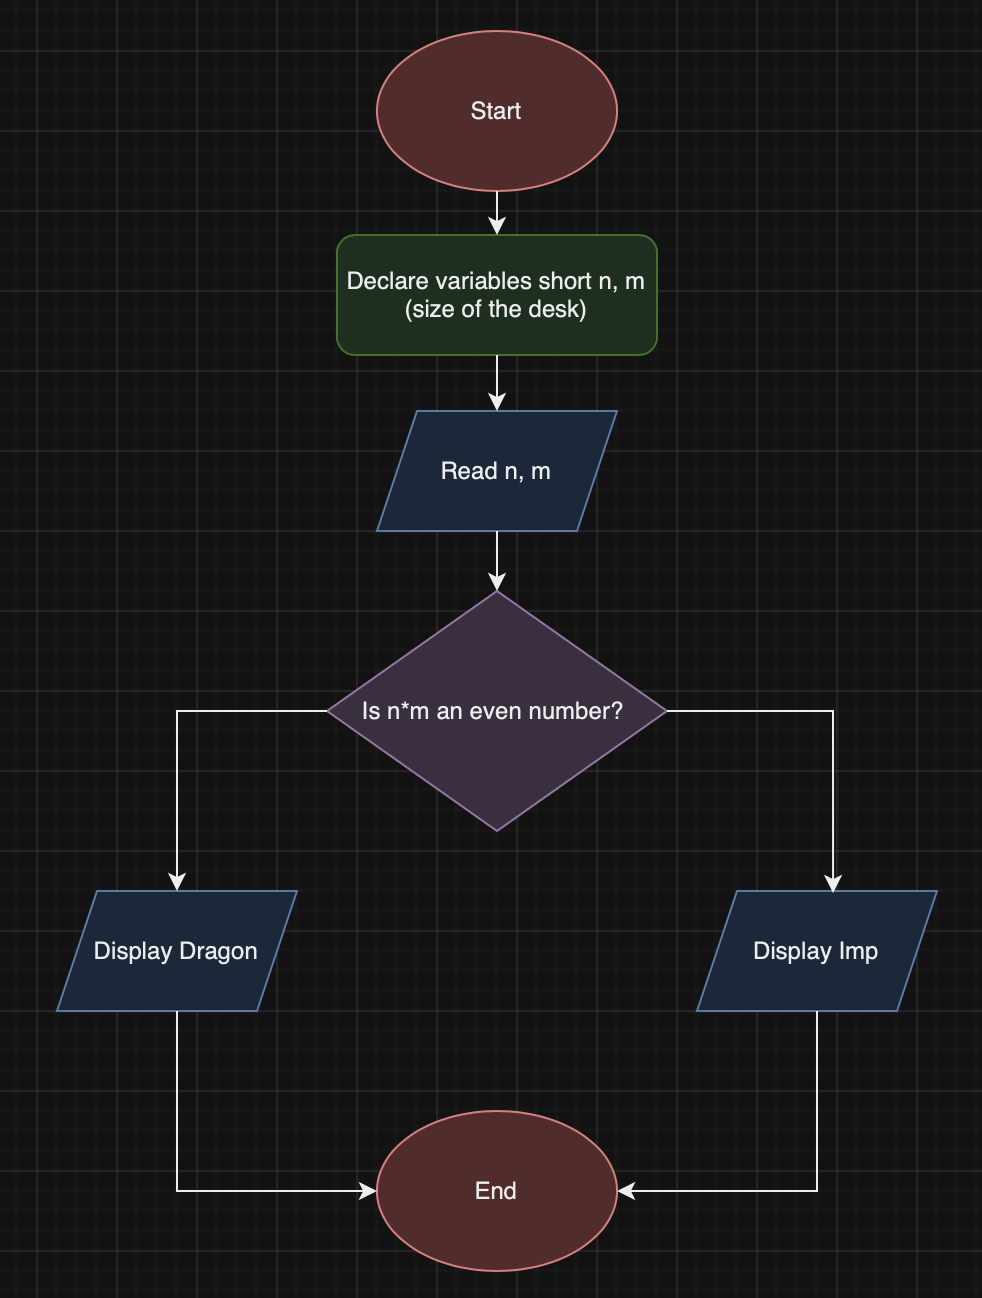 Start
Declare variables short n, m
(size of the desk)
Read n, m
Is n*m an even number?
Display Dragon
Display Imp
End